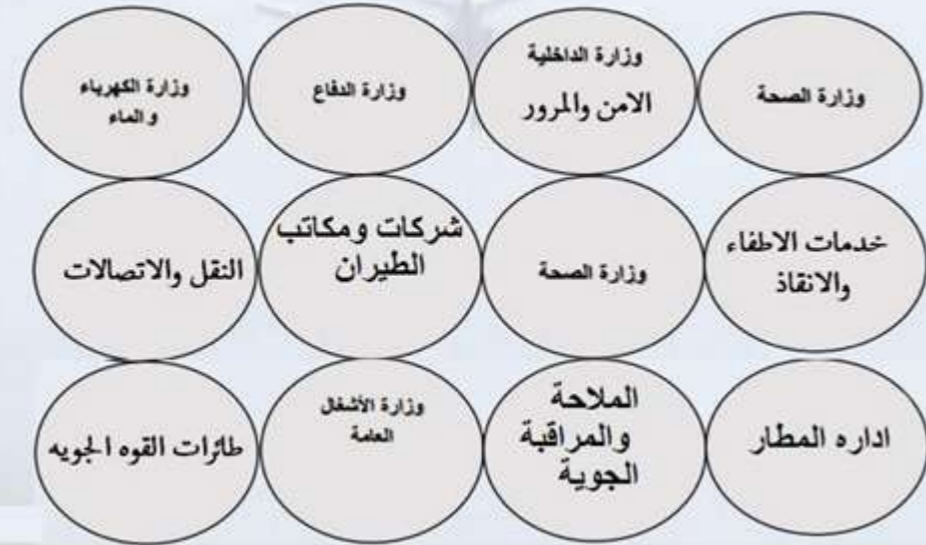 وزارة الصحة
وزارة الداخلية
الامن والمرور
وزارة الدفاع
وزارة الكهرباء
والماء
خدمات الاطفاء
والانقاذ
وزارة الصحة
شركات ومكاتب
الطيران
النقل والاتصالات
اداره المطار
الملاحة
والمراقبة
الجوية
وزارة الأشغال
العامة
طائرات القوه الجويه